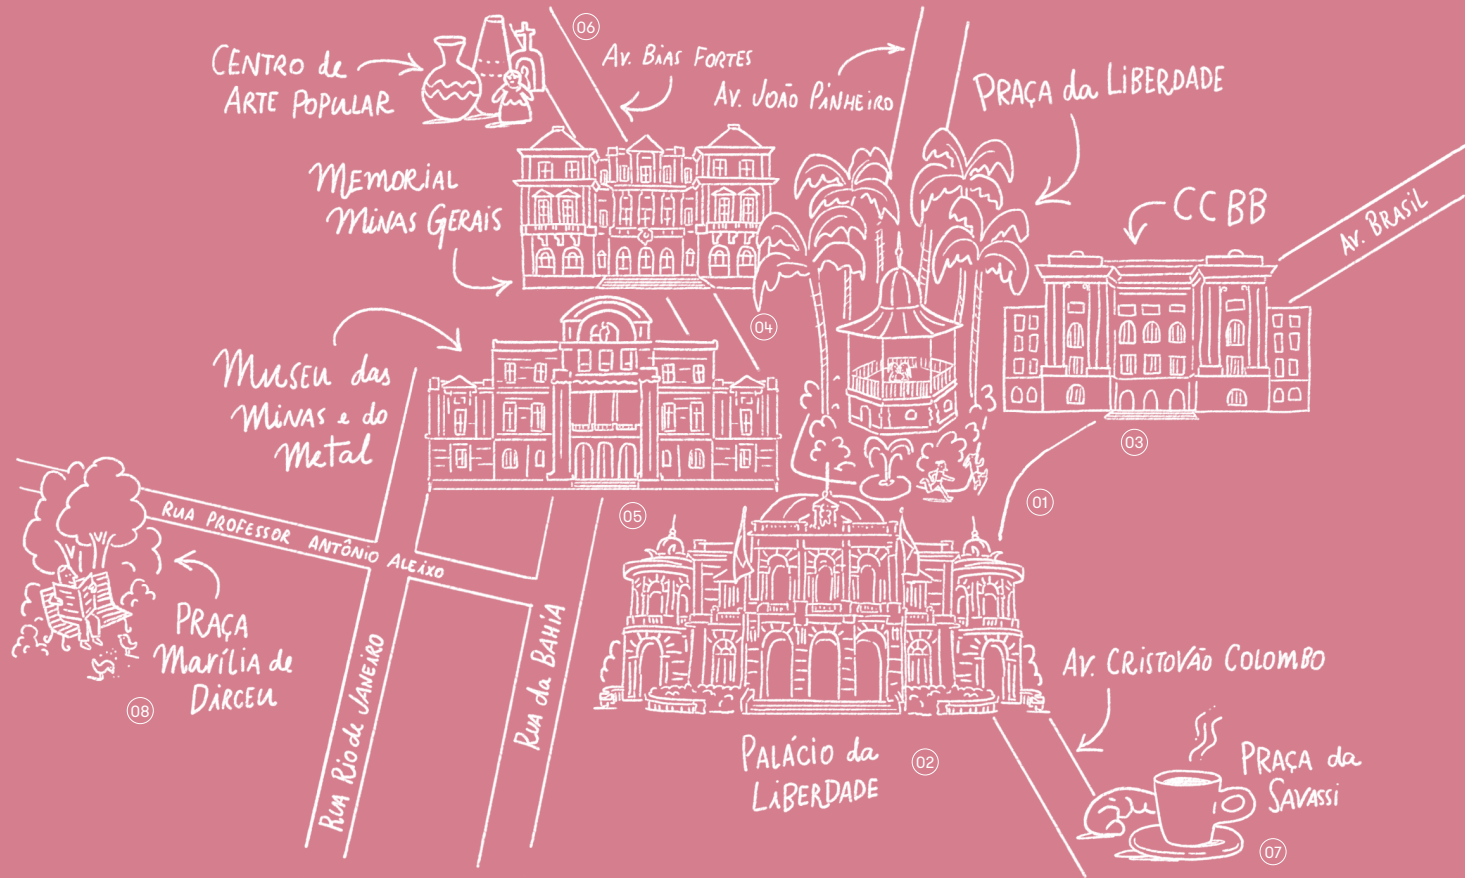 06
CENTRO de
ARTE POPULAR
AV. BIAS FORTES
AV. JOÃO PINHEIRO
PRAÇA da LIBERDADE
MEMORIAL
MINAS GERAIS
CCBB
AV. BRASIL
04
MUSEU das
MINAS e do
Metal
03
05
01
RUA PROFESSOR ANTÔNIO ALEIXO
PRAÇA
Marília de
DIRCEU
08
RUA RIO de JANEIRO
RUA da BAHIA
AV. CRISTOVÃO COLOMBO
PALÁCIO da
LIBERDADE
02
PRAÇA da
SAVASSI
07